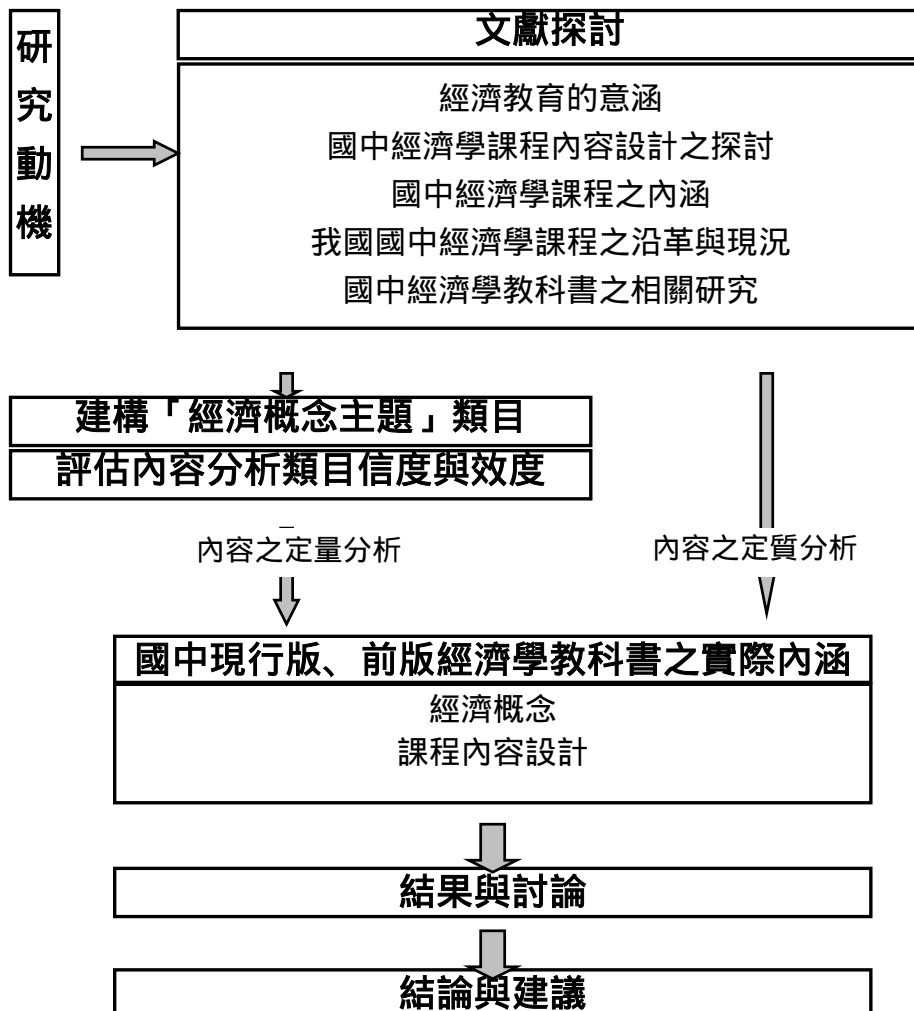 研究動機
文獻探討
經濟教育的意涵
國中經濟學課程內容設計之探討
國中經濟學課程之內涵
我國國中經濟學課程之沿革與現況
國中經濟學教科書之相關研究
建構「經濟概念主題」類目
評估內容分析類目信度與效度
內容之定量分析
內容之定質分析
國中現行版、前版經濟學教科書之實際內涵
經濟概念
課程內容設計
結果與討論
結論與建議